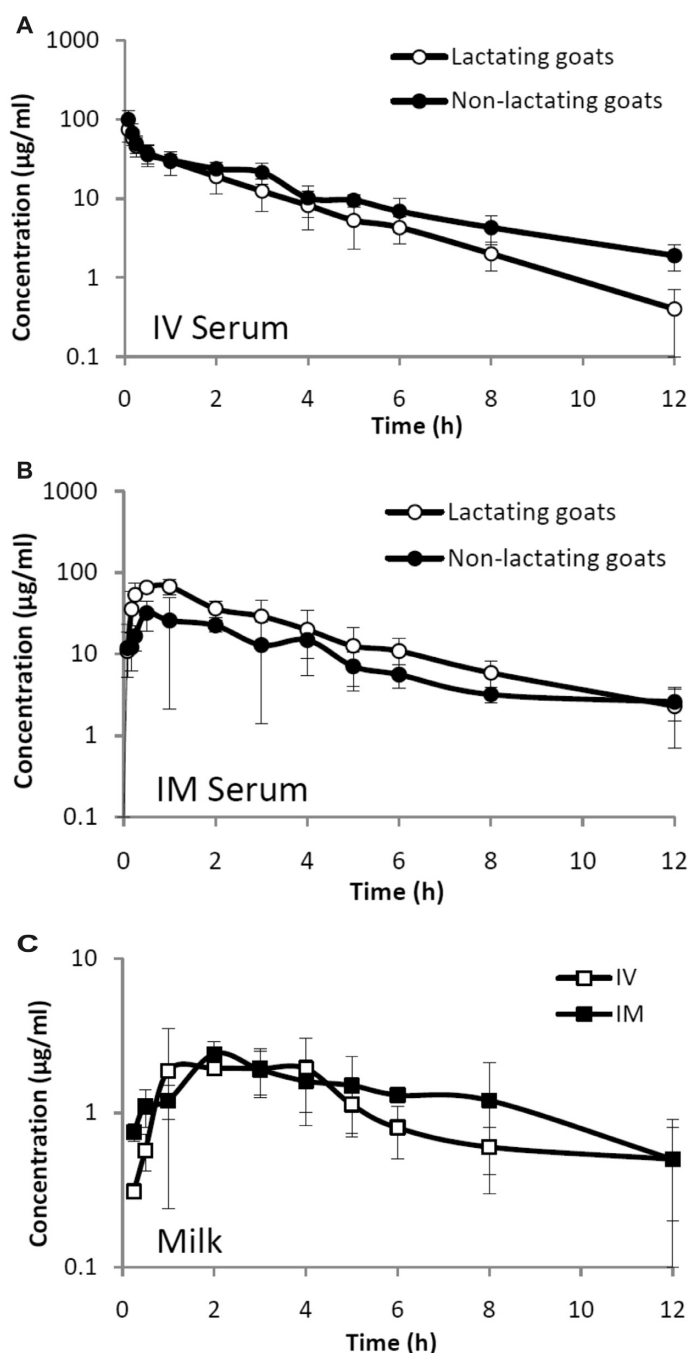 A
Concentration (µg/ml)
1000
100
10
1
0.1
Lactating goats
Non-lactating goats
IV Serum
0 2 4 6 8 10 12
Time (h)
B
Concentration (µg/ml)
1000
100
10
1
0.1
Lactating goats
Non-lactating goats
IM Serum
0 2 4 6 8 10 12
Time (h)
C
Concentration (µg/ml)
10
1
0.1
IV
IM
Milk
0 2 4 6 8 10 12
Time (h)